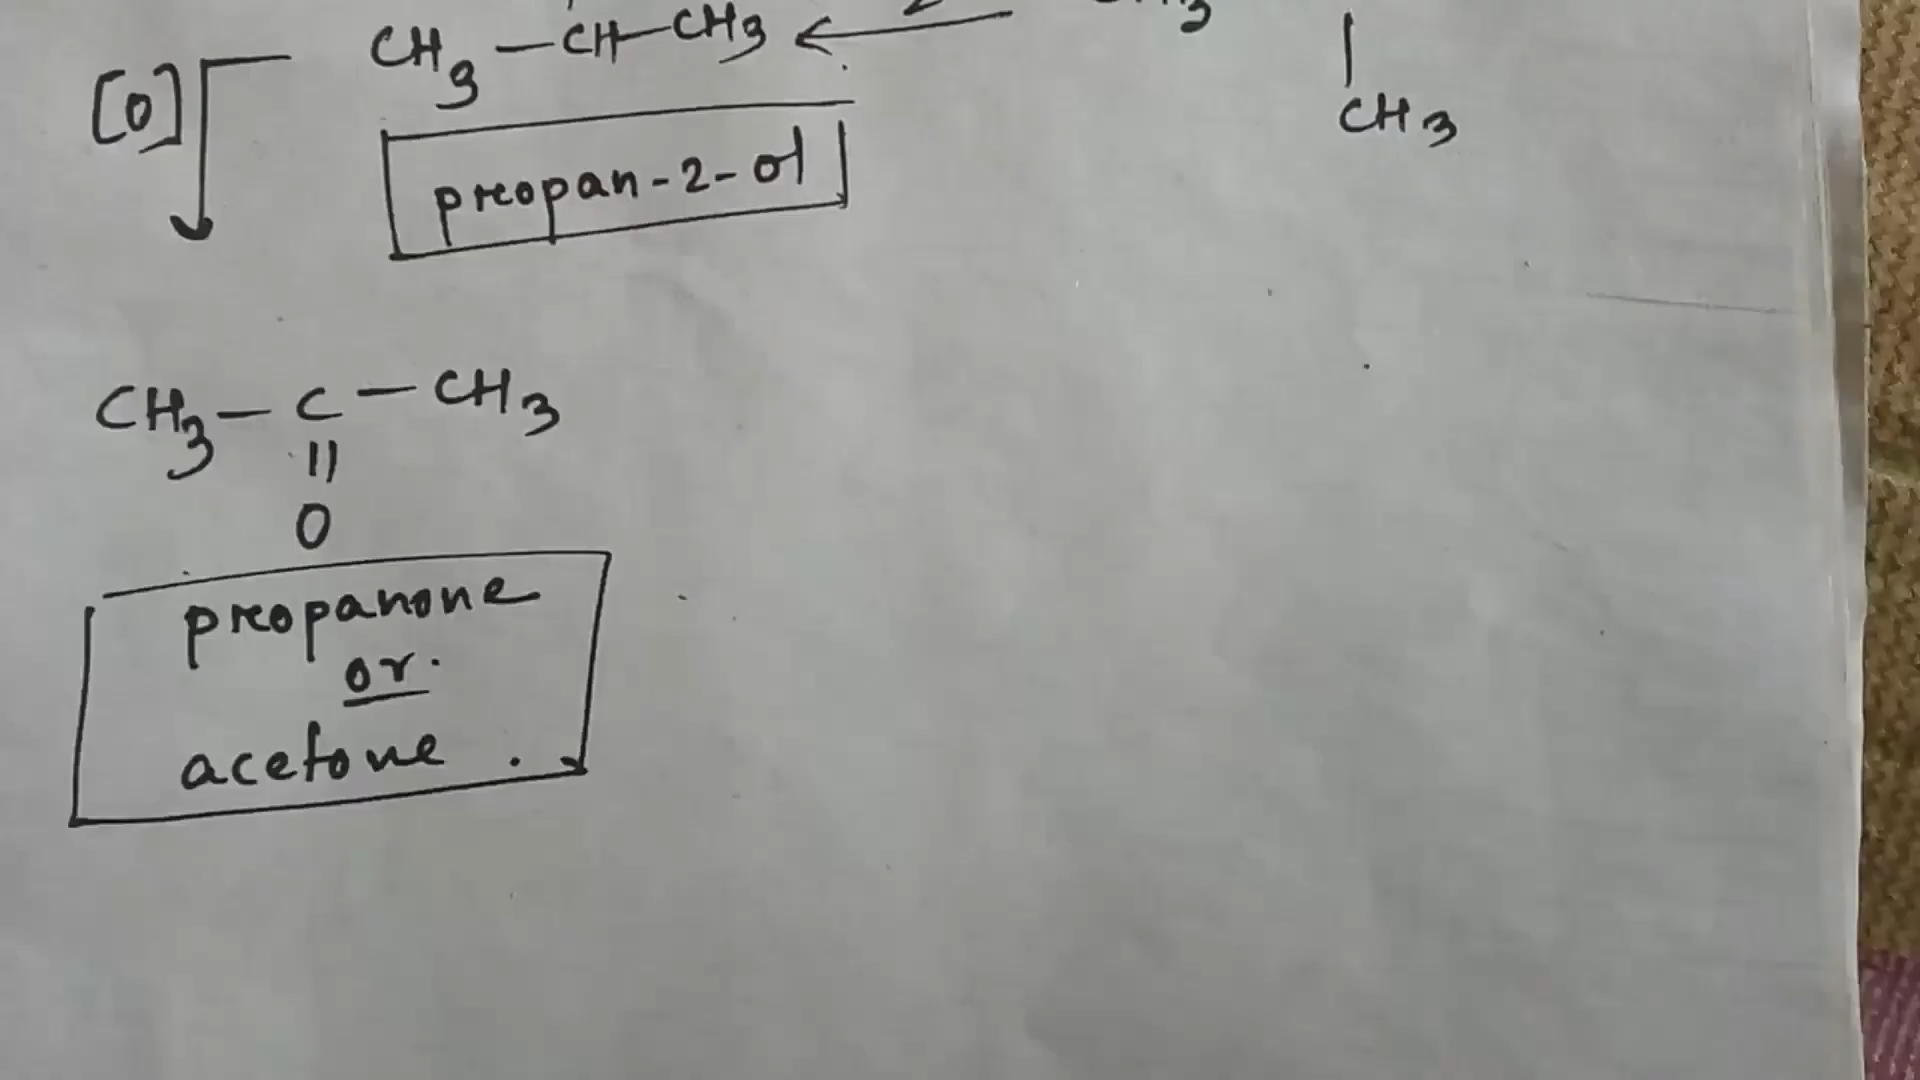 CH3 — CH — CH3 ←
[O]
CH3
propan-2-ol
CH3 — C — CH3
||
O
propanone
or.
acetone.